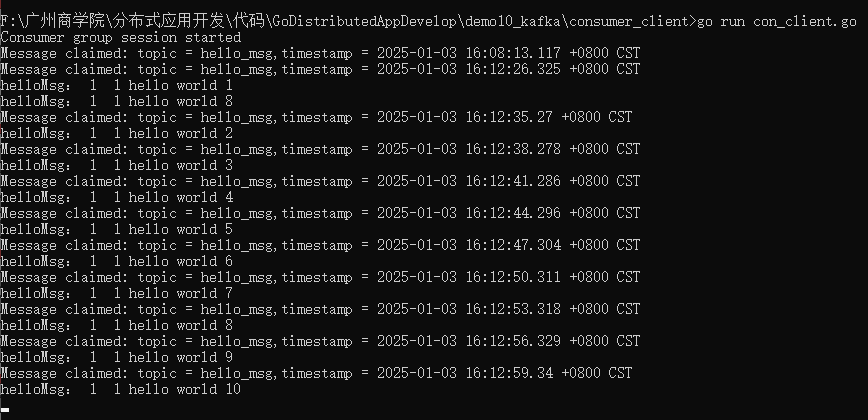 F:\广州商学院\分布式应用开发\代码\GoDistributedAppDevelop\demo10_kafka\consumer_client>go run con_client.go
Consumer group session started
Message claimed: topic = hello_msg,timestamp = 2025-01-03 16:08:13.117 +0800 CST
Message claimed: topic = hello_msg,timestamp = 2025-01-03 16:12:26.325 +0800 CST
helloMsg： 1  1 hello world 1
helloMsg： 1  1 hello world 8
Message claimed: topic = hello_msg,timestamp = 2025-01-03 16:12:35.27 +0800 CST
helloMsg： 1  1 hello world 2
Message claimed: topic = hello_msg,timestamp = 2025-01-03 16:12:38.278 +0800 CST
helloMsg： 1  1 hello world 3
Message claimed: topic = hello_msg,timestamp = 2025-01-03 16:12:41.286 +0800 CST
helloMsg： 1  1 hello world 4
Message claimed: topic = hello_msg,timestamp = 2025-01-03 16:12:44.296 +0800 CST
helloMsg： 1  1 hello world 5
Message claimed: topic = hello_msg,timestamp = 2025-01-03 16:12:47.304 +0800 CST
helloMsg： 1  1 hello world 6
Message claimed: topic = hello_msg,timestamp = 2025-01-03 16:12:50.311 +0800 CST
helloMsg： 1  1 hello world 7
Message claimed: topic = hello_msg,timestamp = 2025-01-03 16:12:53.318 +0800 CST
helloMsg： 1  1 hello world 8
Message claimed: topic = hello_msg,timestamp = 2025-01-03 16:12:56.329 +0800 CST
helloMsg： 1  1 hello world 9
Message claimed: topic = hello_msg,timestamp = 2025-01-03 16:12:59.34 +0800 CST
helloMsg： 1  1 hello world 10